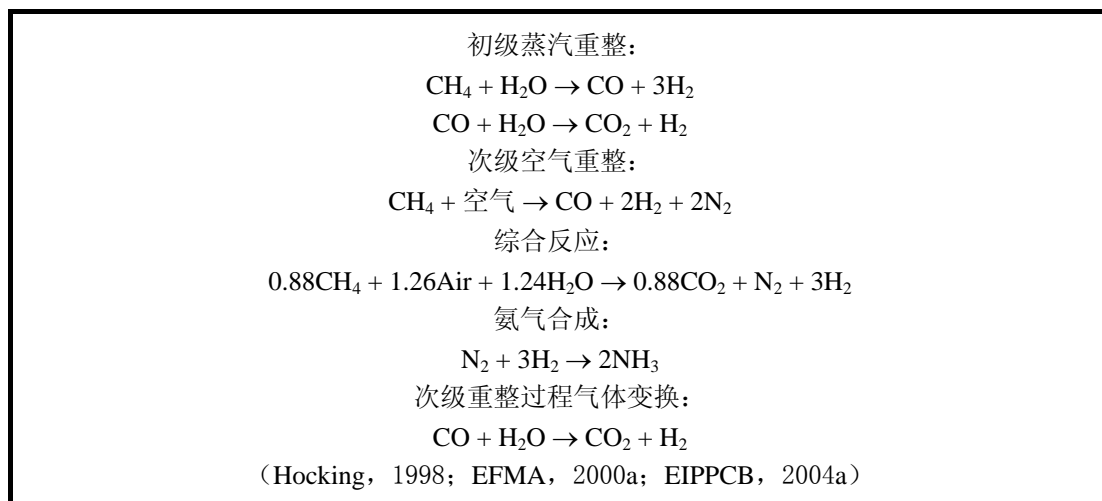 初级蒸汽重整：
CH₄ + H₂O → CO + 3H₂
CO + H₂O → CO₂ + H₂
次级空气重整：
CH₄ + 空气 → CO + 2H₂ + 2N₂
综合反应：
0.88CH₄ + 1.26Air + 1.24H₂O → 0.88CO₂ + N₂ + 3H₂
氨气合成：
N₂ + 3H₂ → 2NH₃
次级重整过程气体变换：
CO + H₂O → CO₂ + H₂
（Hocking，1998；EFMA，2000a；EIPPCB，2004a）